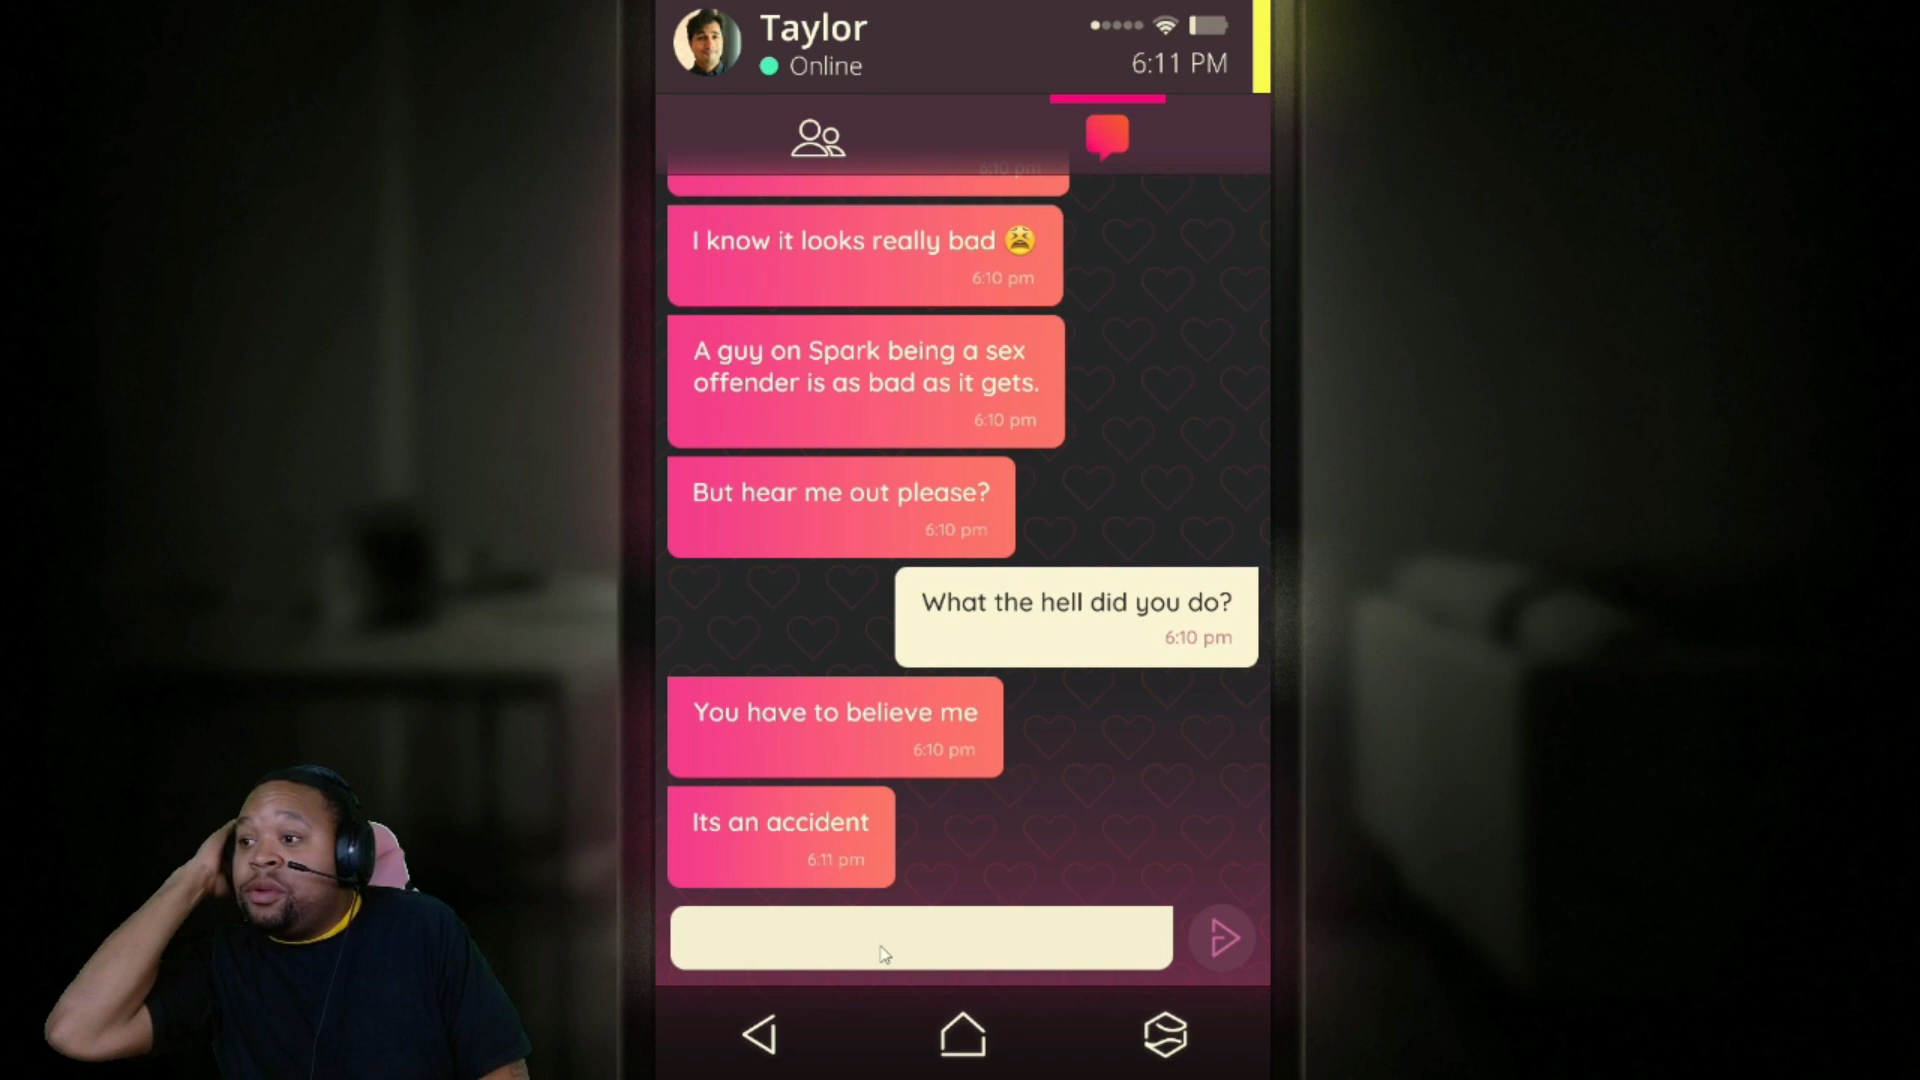 Taylor
Online
6:11 PM
6:10 pm
I know it looks really bad
6:10 pm
A guy on Spark being a sex
offender is as bad as it gets.
6:10 pm
But hear me out please?
6:10 pm
What the hell did you do?
6:10 pm
You have to believe me
6:10 pm
Its an accident
6:11 pm